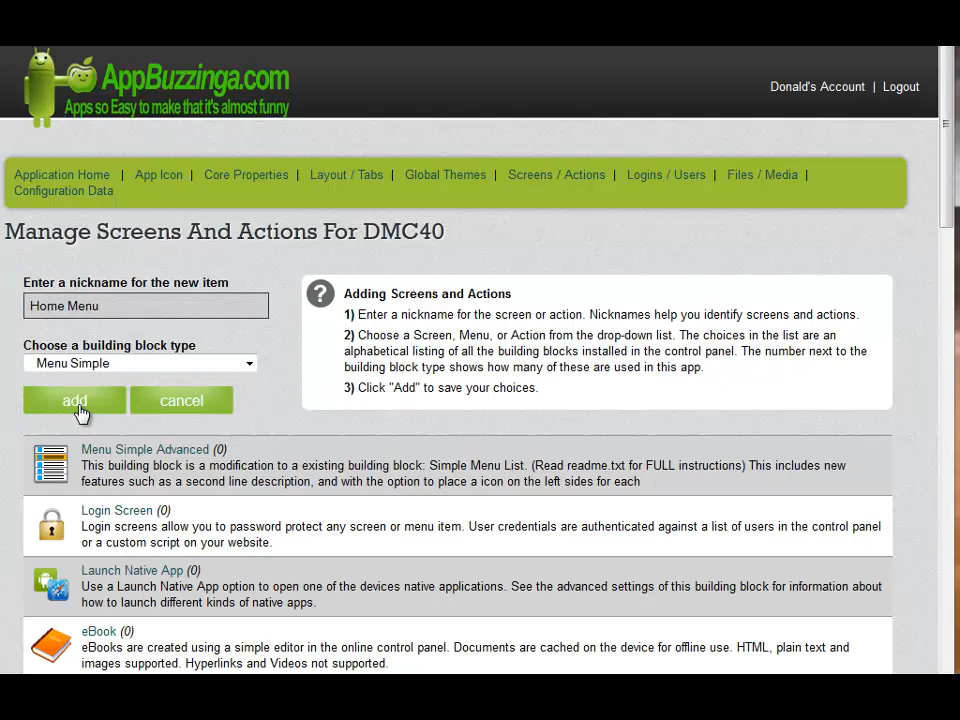 AppBuzzinga.com
Apps so Easy to make that it's almost funny
Donald's Account | Logout
Application Home | App Icon | Core Properties | Layout / Tabs | Global Themes | Screens / Actions | Logins / Users | Files / Media |
Configuration Data
Manage Screens And Actions For DMC40
Enter a nickname for the new item
Home Menu
Choose a building block type
Menu Simple
add
cancel
?
Adding Screens and Actions
1) Enter a nickname for the screen or action. Nicknames help you identify screens and actions.
2) Choose a Screen, Menu, or Action from the drop-down list. The choices in the list are an
alphabetical listing of all the building blocks installed in the control panel. The number next to the
building block type shows how many of these are used in this app.
3) Click "Add" to save your choices.
Menu Simple Advanced (0)
This building block is a modification to a existing building block: Simple Menu List. (Read readme.txt for FULL instructions) This includes new
features such as a second line description, and with the option to place a icon on the left sides for each
Login Screen (0)
Login screens allow you to password protect any screen or menu item. User credentials are authenticated against a list of users in the control panel
or a custom script on your website.
Launch Native App (0)
Use a Launch Native App option to open one of the devices native applications. See the advanced settings of this building block for information about
how to launch different kinds of native apps.
eBook (0)
eBooks are created using a simple editor in the online control panel. Documents are cached on the device for offline use. HTML, plain text and
images supported. Hyperlinks and Videos not supported.